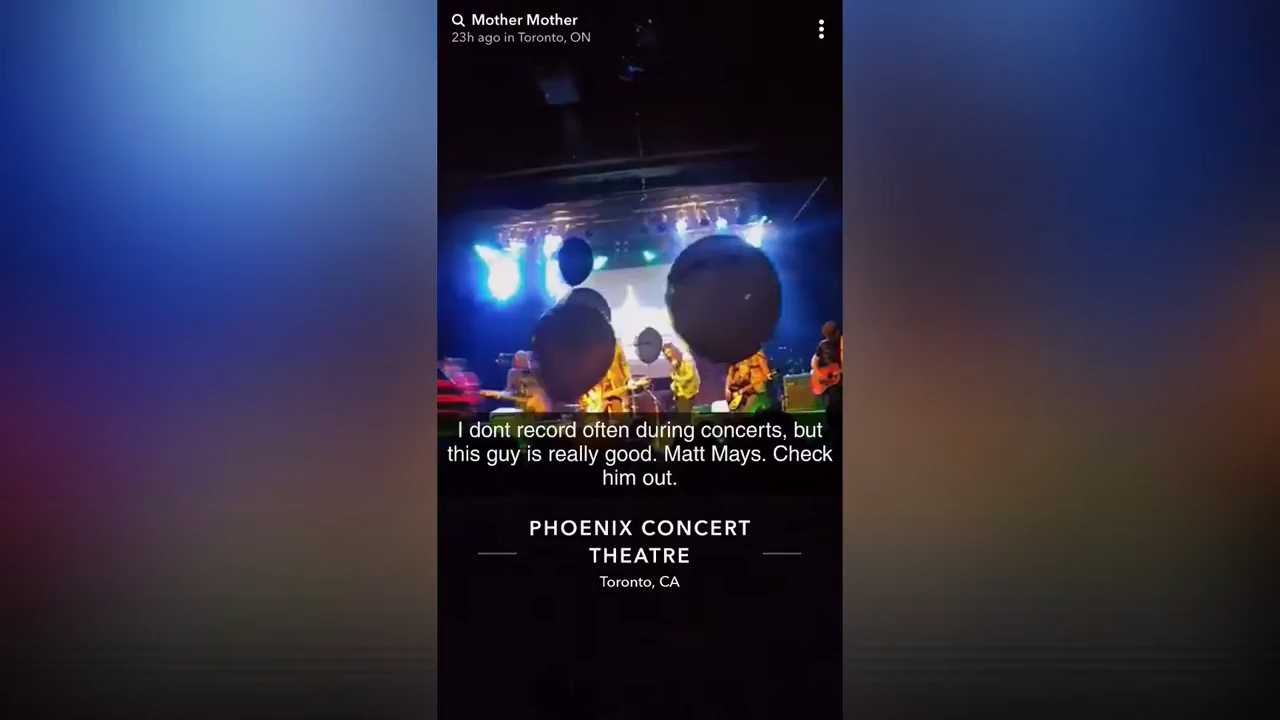 Mother Mother
23h ago in Toronto, ON
I dont record often during concerts, but
this guy is really good. Matt Mays. Check
him out.
PHOENIX CONCERT
THEATRE
Toronto, CA